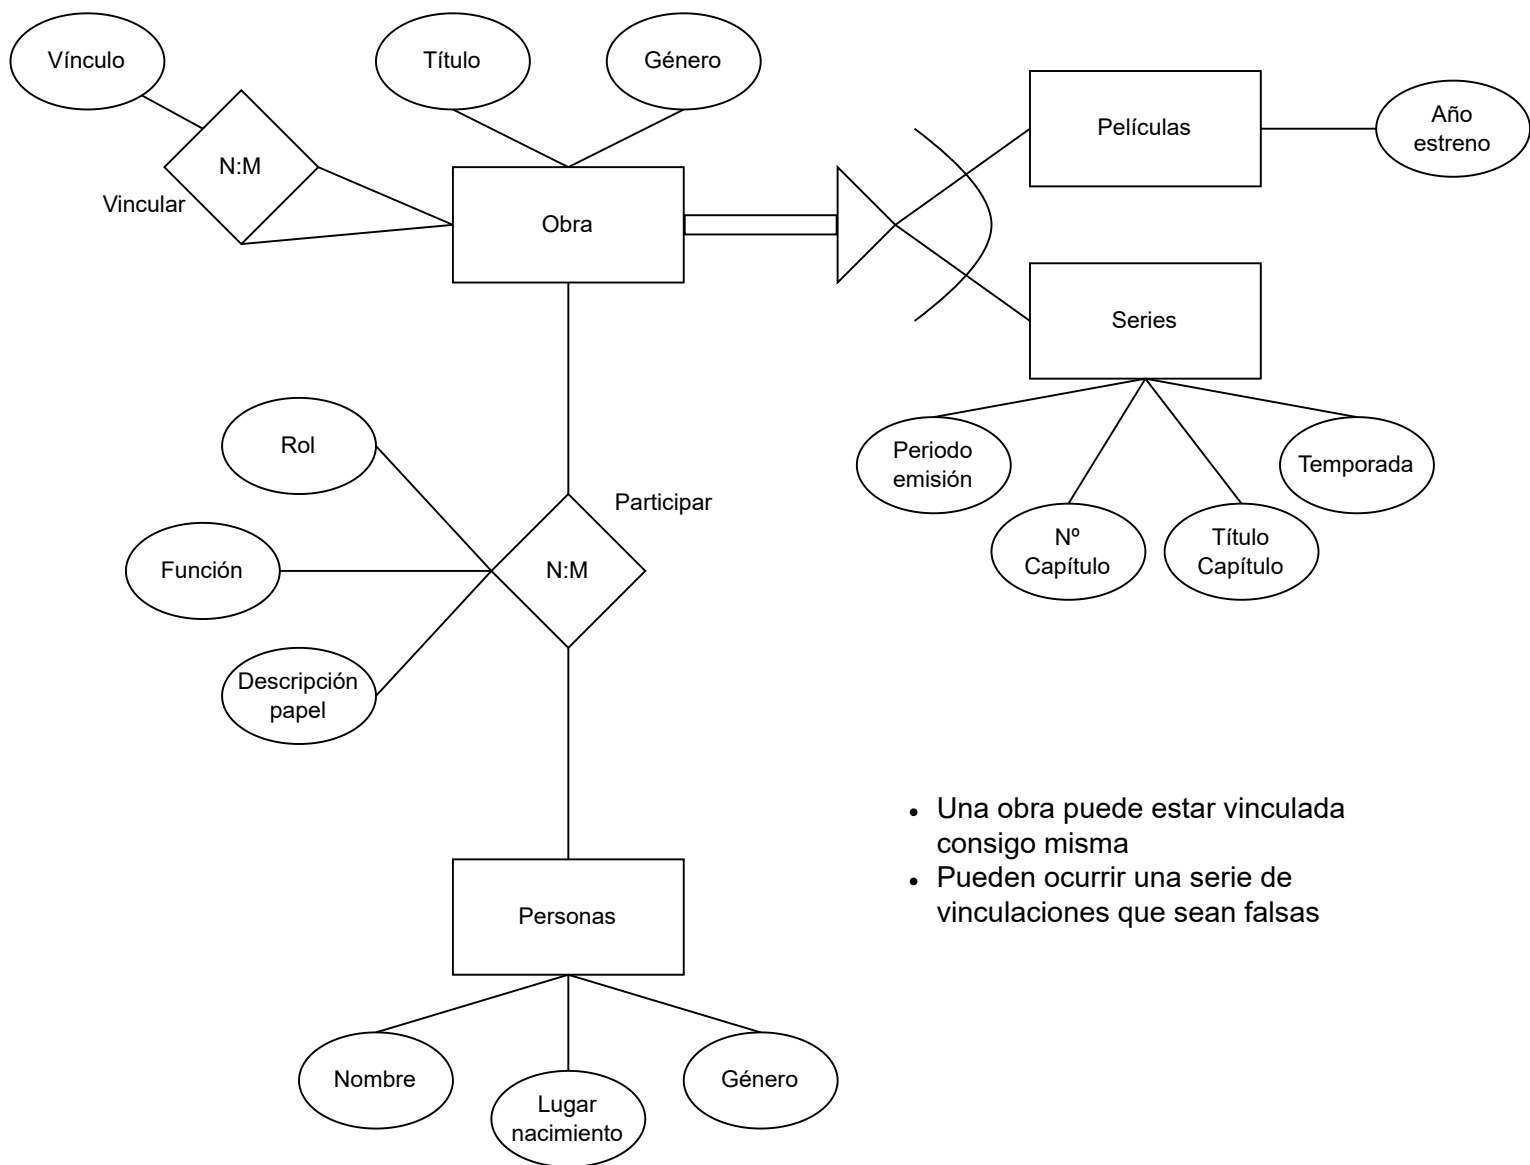 Vínculo
Título
Género
Películas
Año
estreno
N:M
Vincular
Obra
Series
Rol
Periodo
emisión
Temporada
Participar
Nº
Capítulo
Título
Capítulo
Función
N:M
Descripción
papel
Una obra puede estar vinculada
consigo misma
Pueden ocurrir una serie de
vinculaciones que sean falsas
Personas
Nombre
Lugar
nacimiento
Género